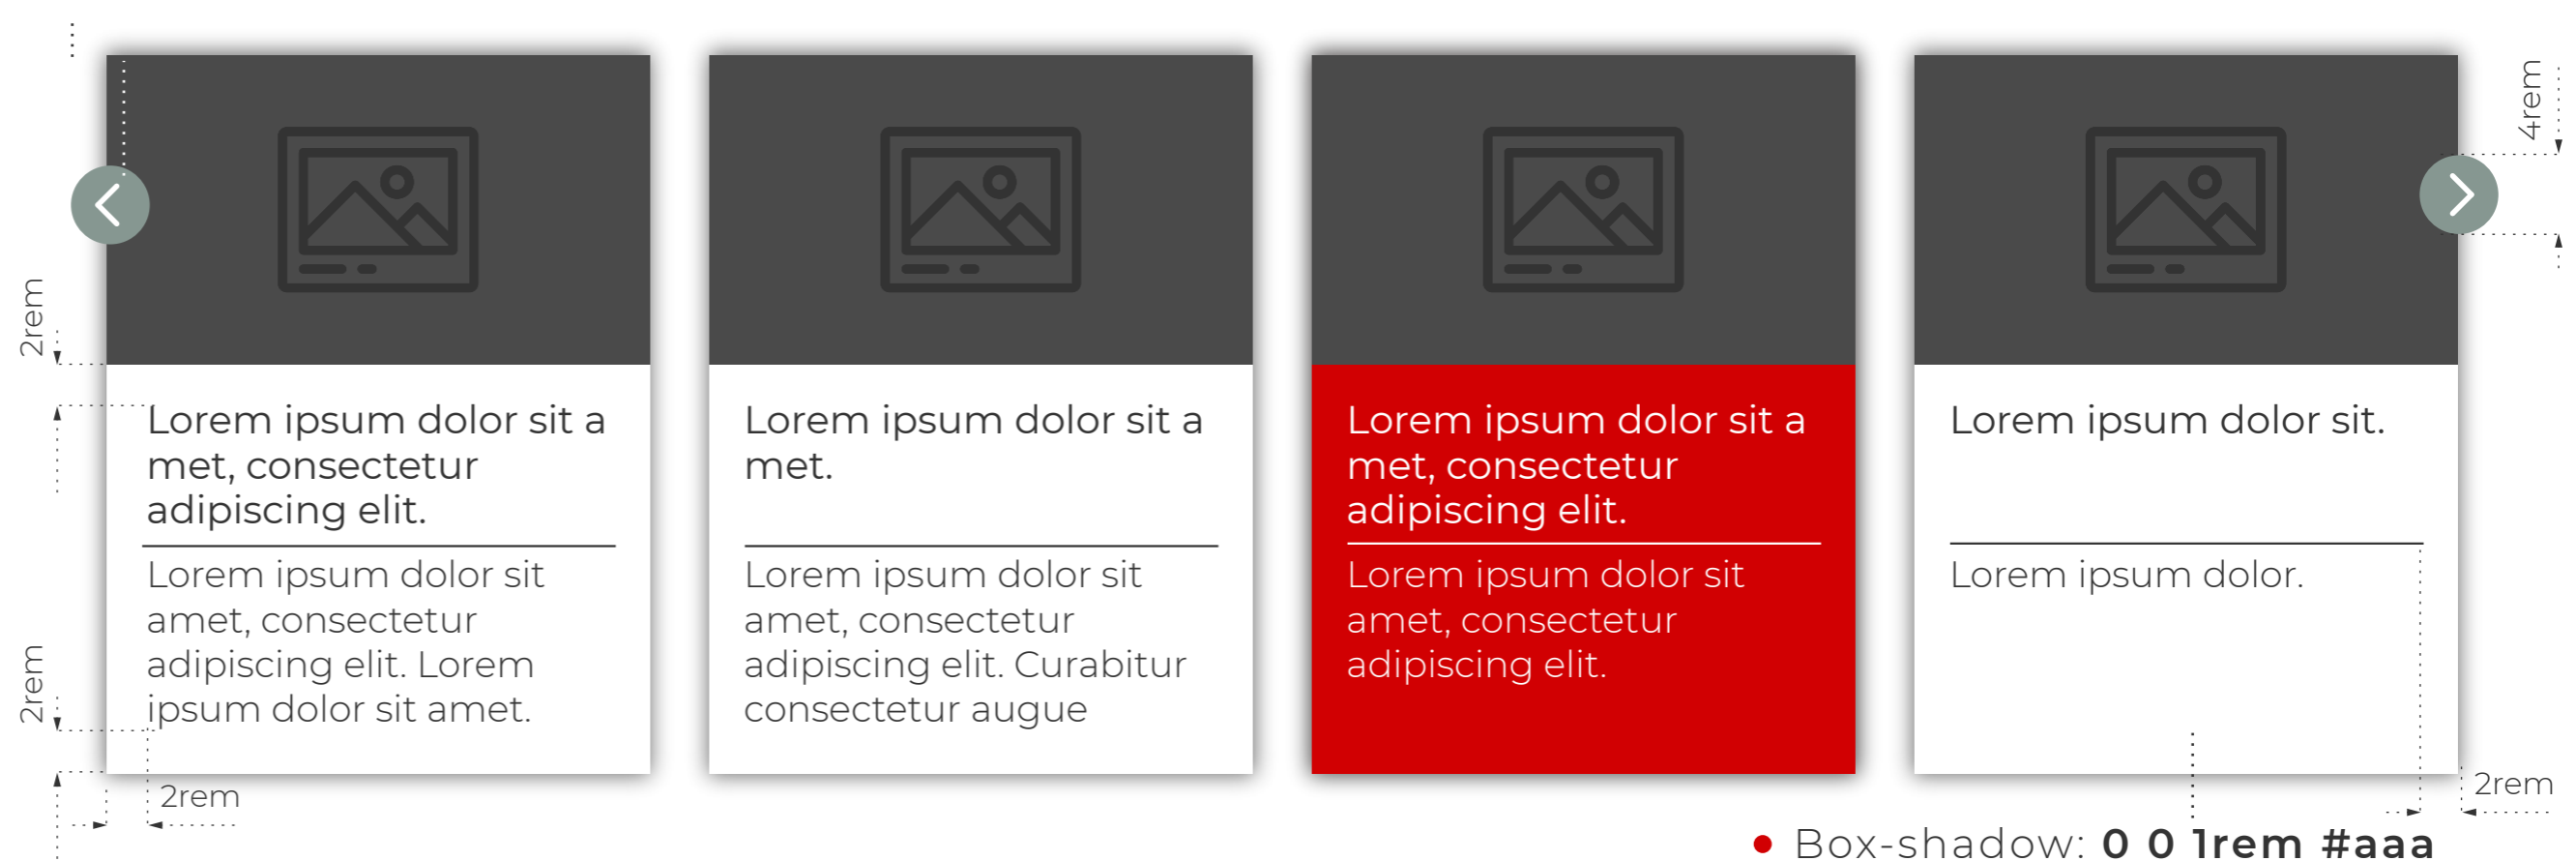 4rem
2rem
Lorem ipsum dolor sit a
met, consectetur
adipiscing elit.
Lorem ipsum dolor sit
amet, consectetur
adipiscing elit. Lorem
ipsum dolor sit amet.
Lorem ipsum dolor sit a
met.
Lorem ipsum dolor sit
amet, consectetur
adipiscing elit. Curabitur
consectetur augue
Lorem ipsum dolor sit a
met, consectetur
adipiscing elit.
Lorem ipsum dolor sit
amet, consectetur
adipiscing elit.
Lorem ipsum dolor sit.
Lorem ipsum dolor.
2rem
2rem
2rem
Box-shadow: 0 0 1rem #aaa